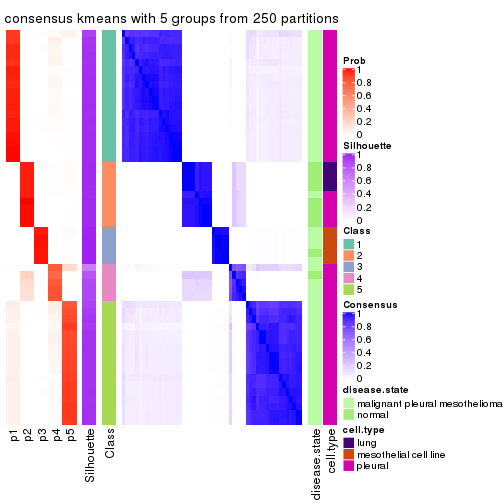 consensus kmeans with 5 groups from 250 partitions
Prob
1
0.8
0.6
0.4
0.2
0
Silhouette
1
0.8
0.6
0.4
0.2
0
Class
1
2
3
4
5
Consensus
1
0.8
0.6
0.4
0.2
0
disease.state
malignant pleural mesothelioma
normal
cell.type
lung
mesothelial cell line
pleural
p1
p2
p3
p4
p5
Silhouette
Class
disease.state
cell.type